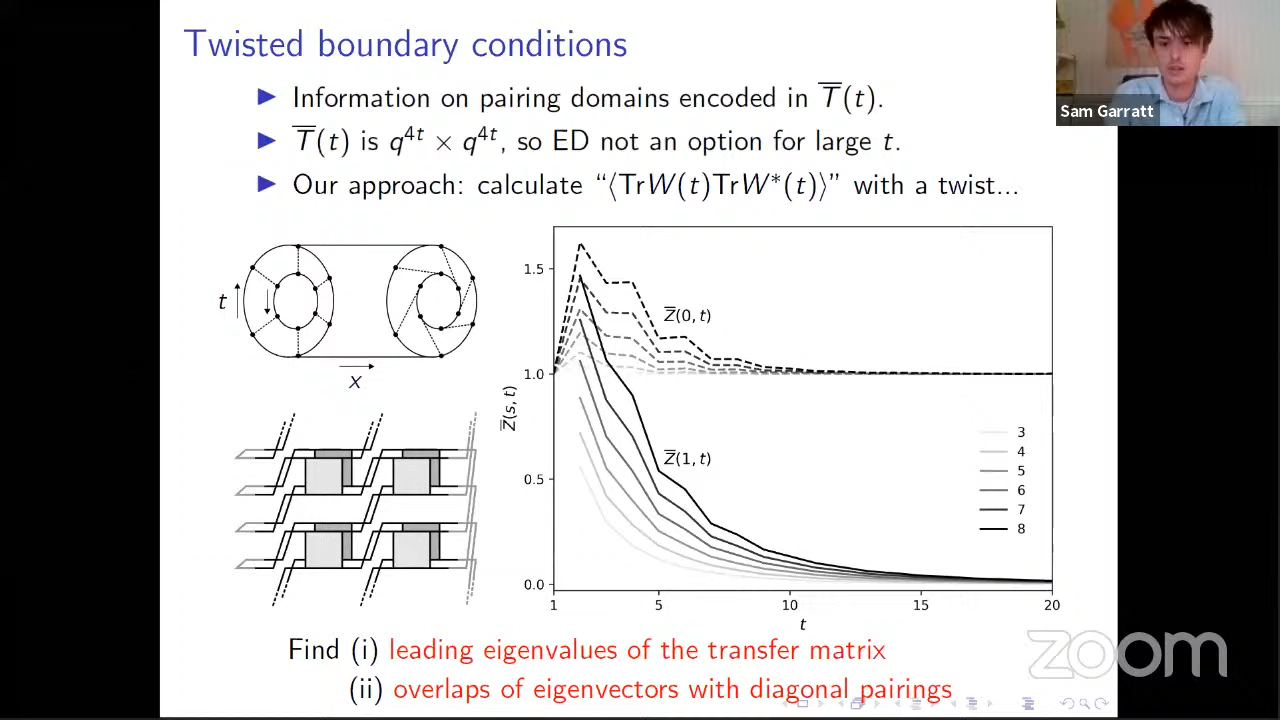 Twisted boundary conditions
Information on pairing domains encoded in T̅(t).
T̅(t) is q⁴ᵗ × q⁴ᵗ, so ED not an option for large t.
Our approach: calculate “⟨TrW(t)TrW*(t)⟩” with a twist...
Sam Garratt
t
x
Z̅(s, t)
1.5
1.0
0.5
0.0
Z̅(0, t)
Z̅(1, t)
3
4
5
6
7
8
1
5
10
15
20
t
Find (i) leading eigenvalues of the transfer matrix
(ii) overlaps of eigenvectors with diagonal pairings
zoom